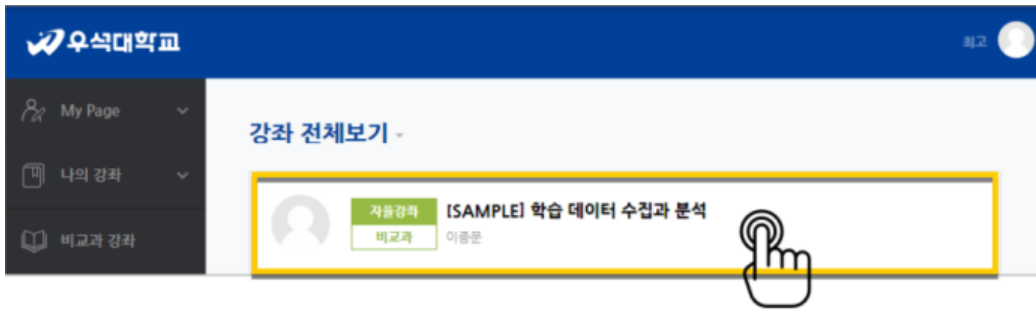 우석대학교
최고
My Page
강좌 전체보기
나의 강좌
자율강좌 [SAMPLE] 학습 데이터 수집과 분석
비교과 이중문
비교과 강좌